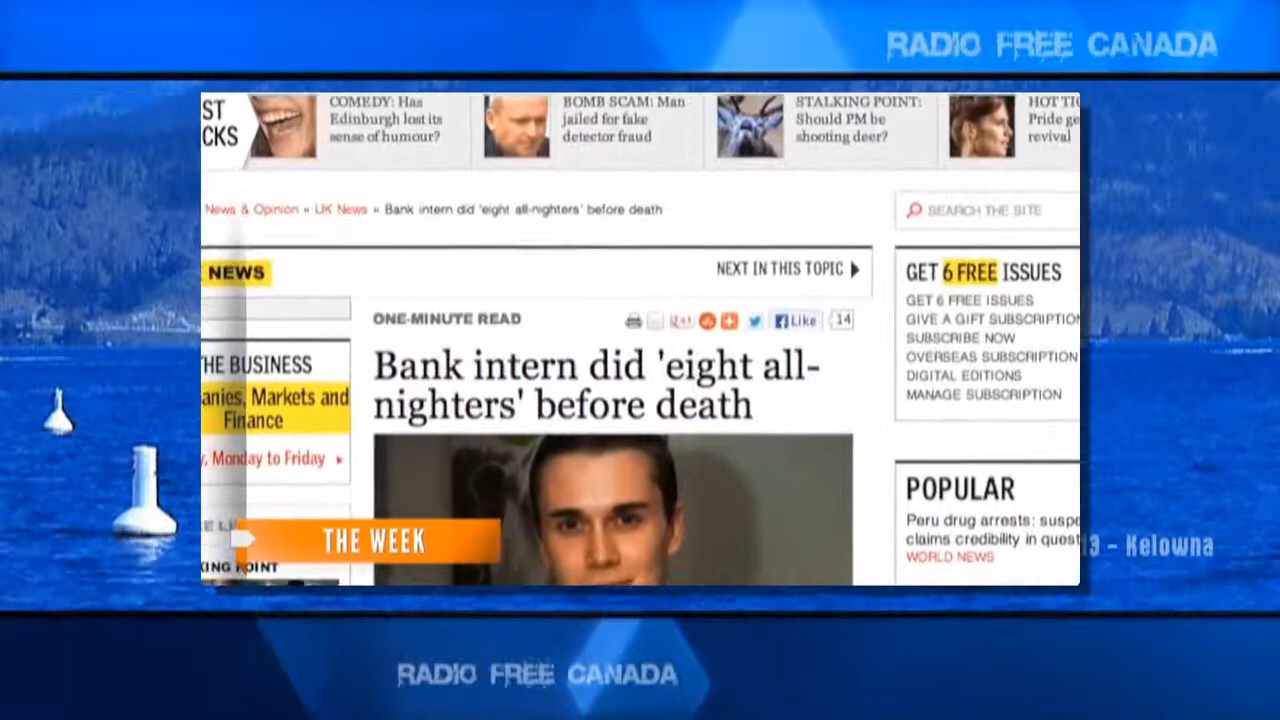 RADIO FREE CANADA
ST
CKS
COMEDY: Has
Edinburgh lost its
sense of humour?
BOMB SCAM: Man
jailed for fake
detector fraud
STALKING POINT:
Should PM be
shooting deer?
HOT TIC
Pride ge
revival
News & Opinion » UK News » Bank intern did 'eight all-nighters' before death
SEARCH THE SITE
NEWS
NEXT IN THIS TOPIC
GET 6 FREE ISSUES
GET 6 FREE ISSUES
GIVE A GIFT SUBSCRIPTION
SUBSCRIBE NOW
OVERSEAS SUBSCRIPTION
DIGITAL EDITIONS
MANAGE SUBSCRIPTION
ONE-MINUTE READ
Like
14
HE BUSINESS
anies, Markets and
Finance
y, Monday to Friday
Bank intern did 'eight all-
nighters' before death
POPULAR
Peru drug arrests: suspe
claims credibility in quest
WORLD NEWS
THE WEEK
KING POINT
13 - Kelowna
RADIO FREE CANADA